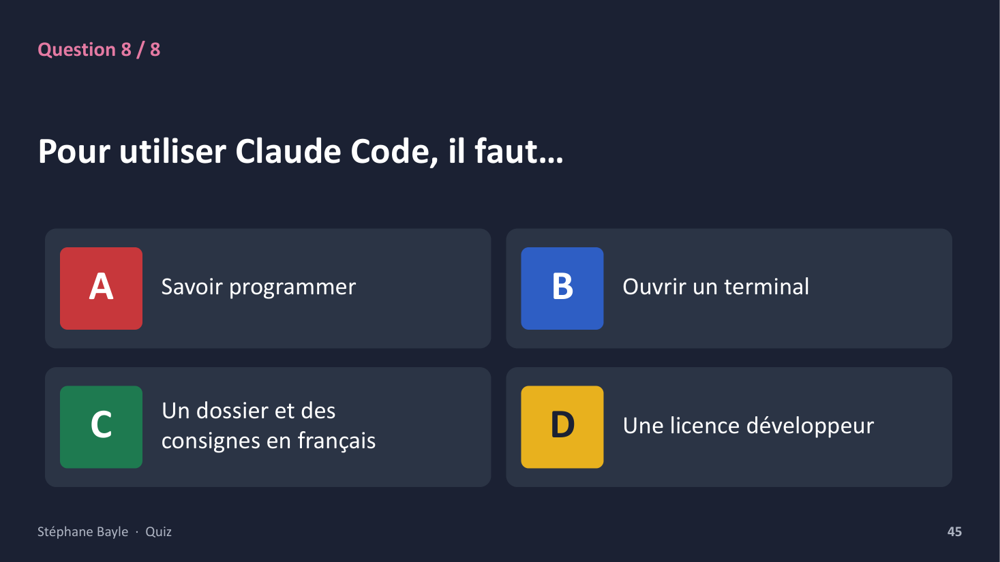 Question 8 / 8
Pour utiliser Claude Code, il faut…
A
Savoir programmer
B
Ouvrir un terminal
C
Un dossier et des
consignes en français
D
Une licence développeur
Stéphane Bayle · Quiz
45